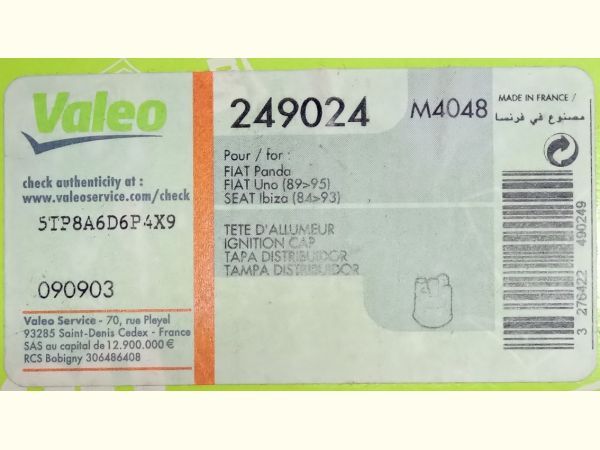 Valeo
check authenticity at :
www.valeoservice.com/check
5TP8A6D6P4X9
090903
Valeo Service - 70, rue Pleyel
93285 Saint-Denis Cedex - France
SAS au capital de 12.900.000 €
RCS Bobigny 306486408
249024
M4048
Pour / for :
FIAT Panda
FIAT Uno (89>95)
SEAT Ibiza (84>93)
TETE D'ALLUMEUR
IGNITION CAP
TAPA DISTRIBUIDOR
TAMPA DISTRIBUIDOR
MADE IN FRANCE /
مصنوع في فرنسا
3 276422 490249